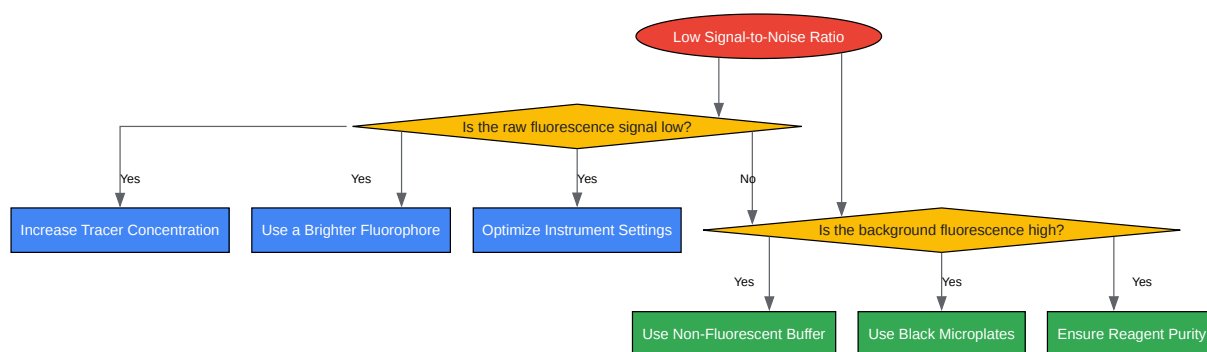 Low Signal-to-Noise Ratio
Is the raw fluorescence signal low?
Yes
Yes
Yes
No
Increase Tracer Concentration
Use a Brighter Fluorophore
Optimize Instrument Settings
Is the background fluorescence high?
Yes
Yes
Yes
Use Non-Fluorescent Buffer
Use Black Microplates
Ensure Reagent Purity